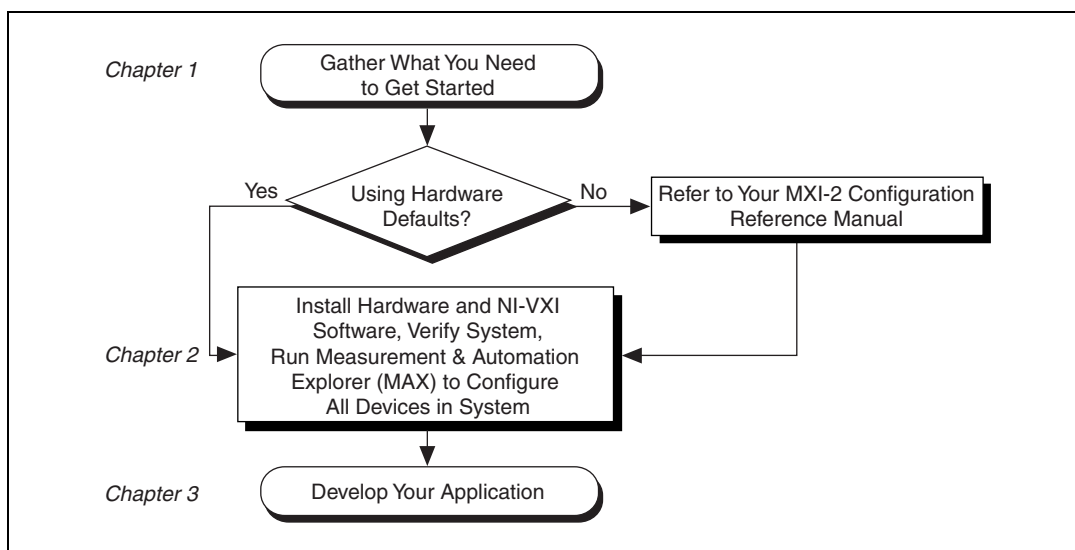 Chapter 1
Gather What You Need
to Get Started
Yes
Using Hardware
Defaults?
No
Refer to Your MXI-2 Configuration
Reference Manual
Chapter 2
Install Hardware and NI-VXI
Software, Verify System,
Run Measurement & Automation
Explorer (MAX) to Configure
All Devices in System
Chapter 3
Develop Your Application